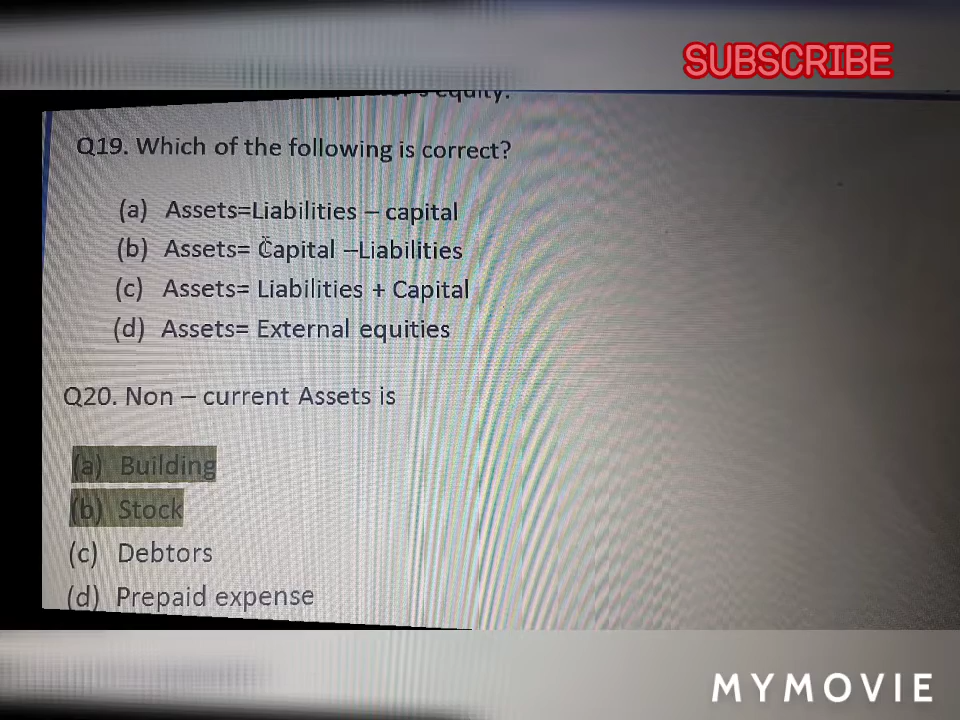 SUBSCRIBE
equity.
Q19. Which of the following is correct?
(a) Assets=Liabilities – capital
(b) Assets= Capital –Liabilities
(c) Assets= Liabilities + Capital
(d) Assets= External equities
Q20. Non – current Assets is
(a) Building
(b) Stock
(c) Debtors
(d) Prepaid expense
MYMOVIE